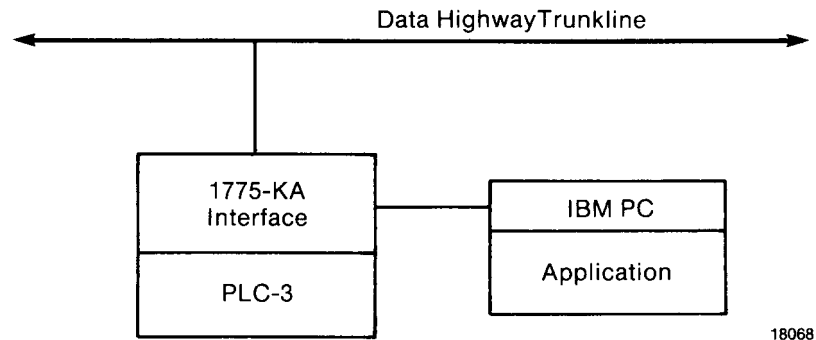 Data HighwayTrunkline
1775-KA
Interface
PLC-3
IBM PC
Application
18068